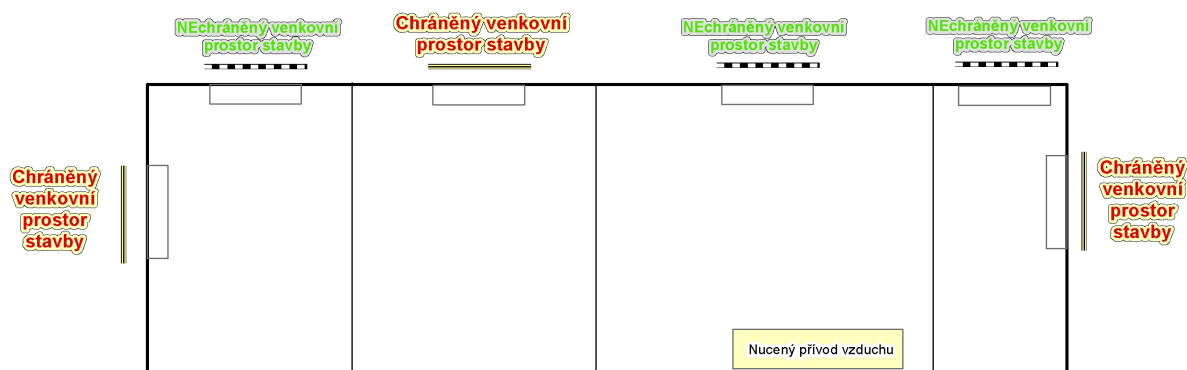 NEchráněný venkovní
prostor stavby
Chráněný venkovní
prostor stavby
NEchráněný venkovní
prostor stavby
NEchráněný venkovní
prostor stavby
Chráněný
venkovní
prostor
stavby
Chráněný
venkovní
prostor
stavby
Nucený přívod vzduchu